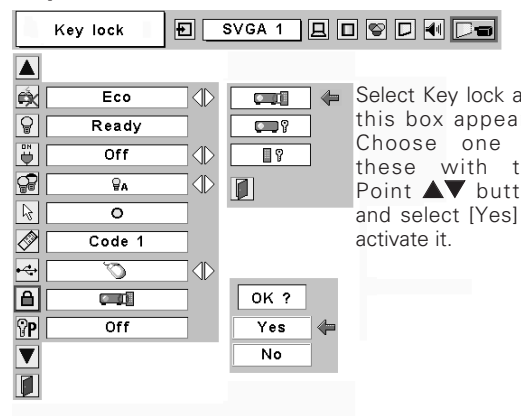 Key lock
SVGA 1
Eco
Ready
ON
Off
A
Code 1
P
Off
Select Key lock a
this box appea
Choose one
these with t
Point ▲▼ butt
and select [Yes]
activate it.
OK ?
Yes
No